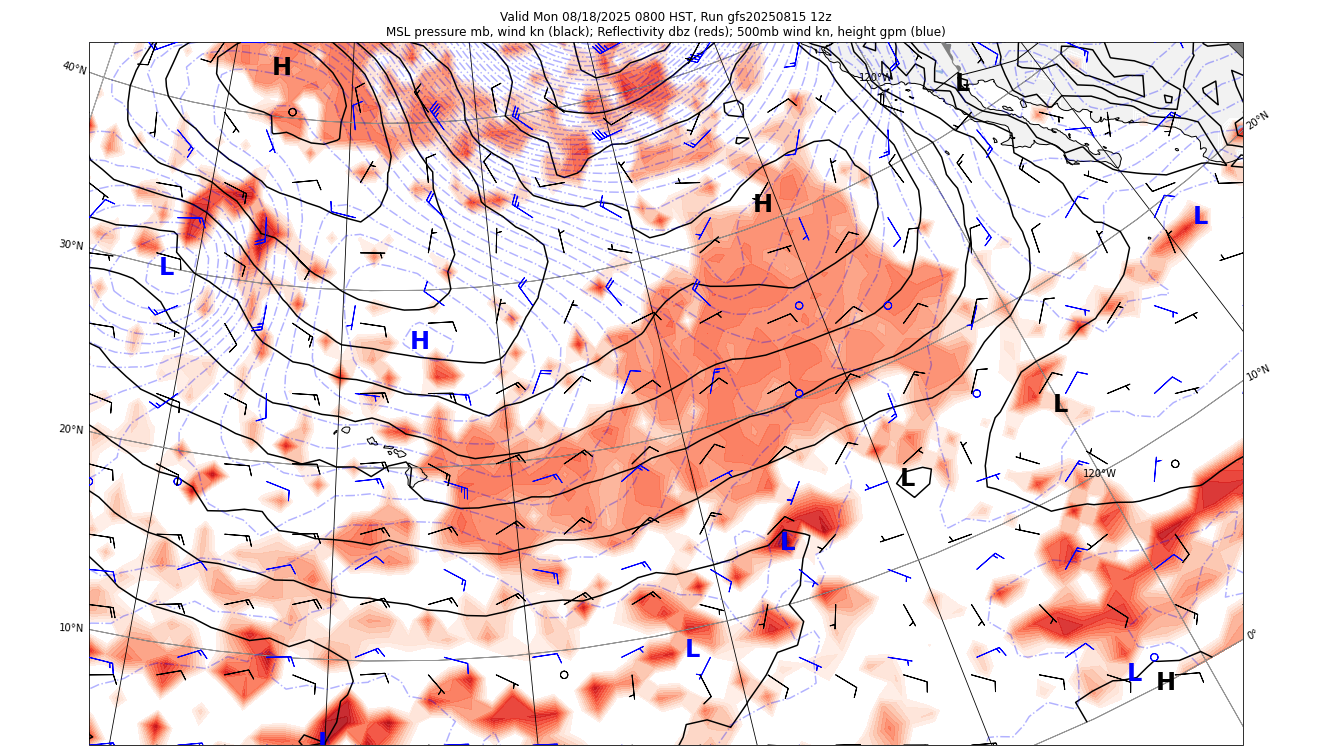 Valid Mon 08/18/2025 0800 HST, Run gfs20250815 12z
MSL pressure mb, wind kn (black); Reflectivity dbz (reds); 500mb wind kn, height gpm (blue)
40°N
H
120°W
L
20°N
H
L
30°N
L
H
10°N
L
20°N
120°W
L
L
10°N
0°
L
L
H
L